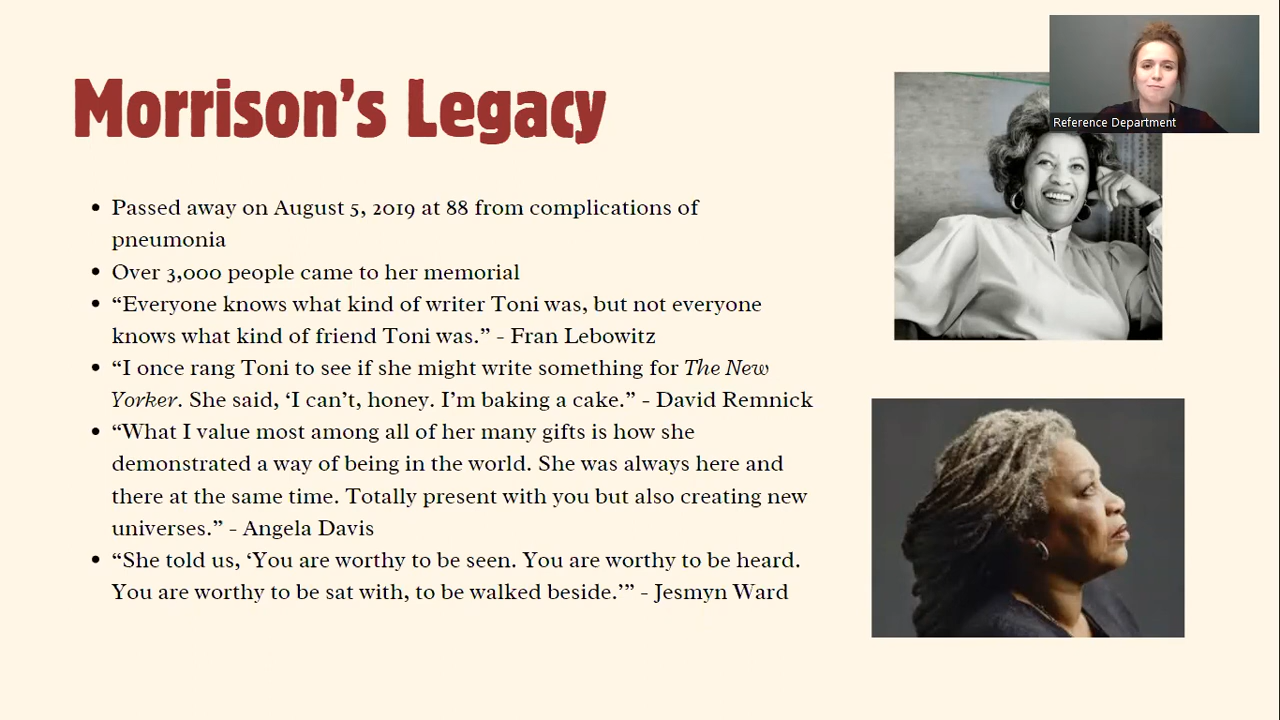 Morrison's Legacy
Reference Department
• Passed away on August 5, 2019 at 88 from complications of
pneumonia
• Over 3,000 people came to her memorial
• “Everyone knows what kind of writer Toni was, but not everyone
knows what kind of friend Toni was.” - Fran Lebowitz
• “I once rang Toni to see if she might write something for The New
Yorker. She said, ‘I can’t, honey. I’m baking a cake.” - David Remnick
• “What I value most among all of her many gifts is how she
demonstrated a way of being in the world. She was always here and
there at the same time. Totally present with you but also creating new
universes.” - Angela Davis
• “She told us, ‘You are worthy to be seen. You are worthy to be heard.
You are worthy to be sat with, to be walked beside.’” - Jesmyn Ward